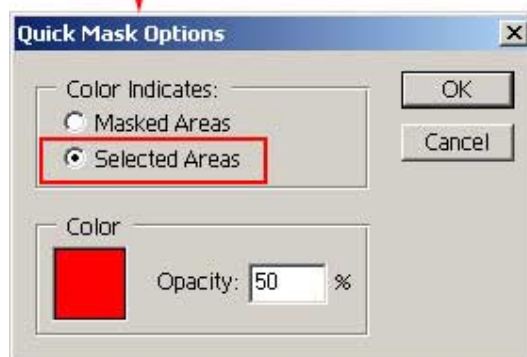 Quick Mask Options
Color Indicates:
Masked Areas
Selected Areas
OK
Cancel
Color
Opacity: 50 %